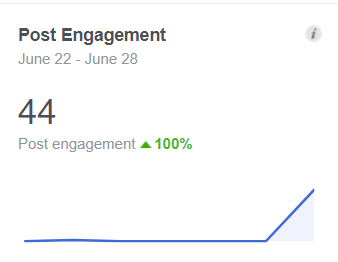 Post Engagement i
June 22 - June 28
44
Post engagement ▲ 100%